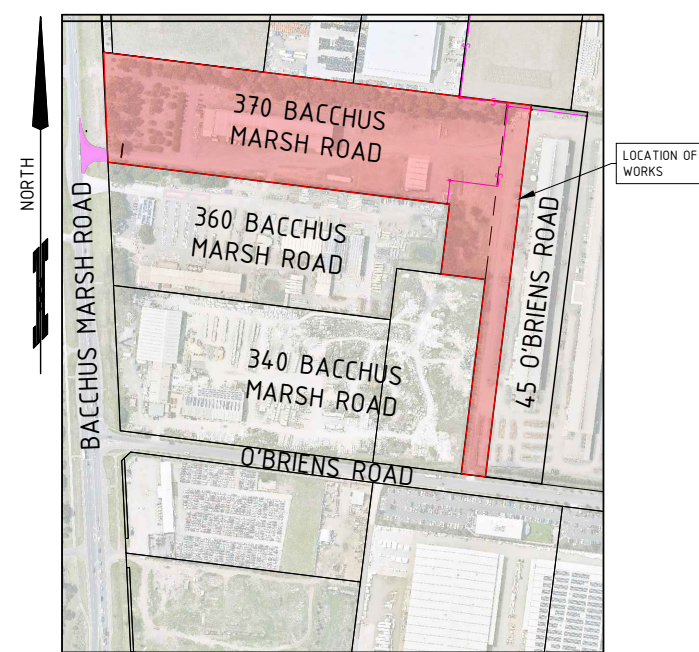 370 BACCHUS
MARSH ROAD
LOCATION OF
WORKS
NORTH
360 BACCHUS
MARSH ROAD
BACCHUS MARSH ROAD
45 O'BRIENS ROAD
340 BACCHUS
MARSH ROAD
O'BRIENS ROAD